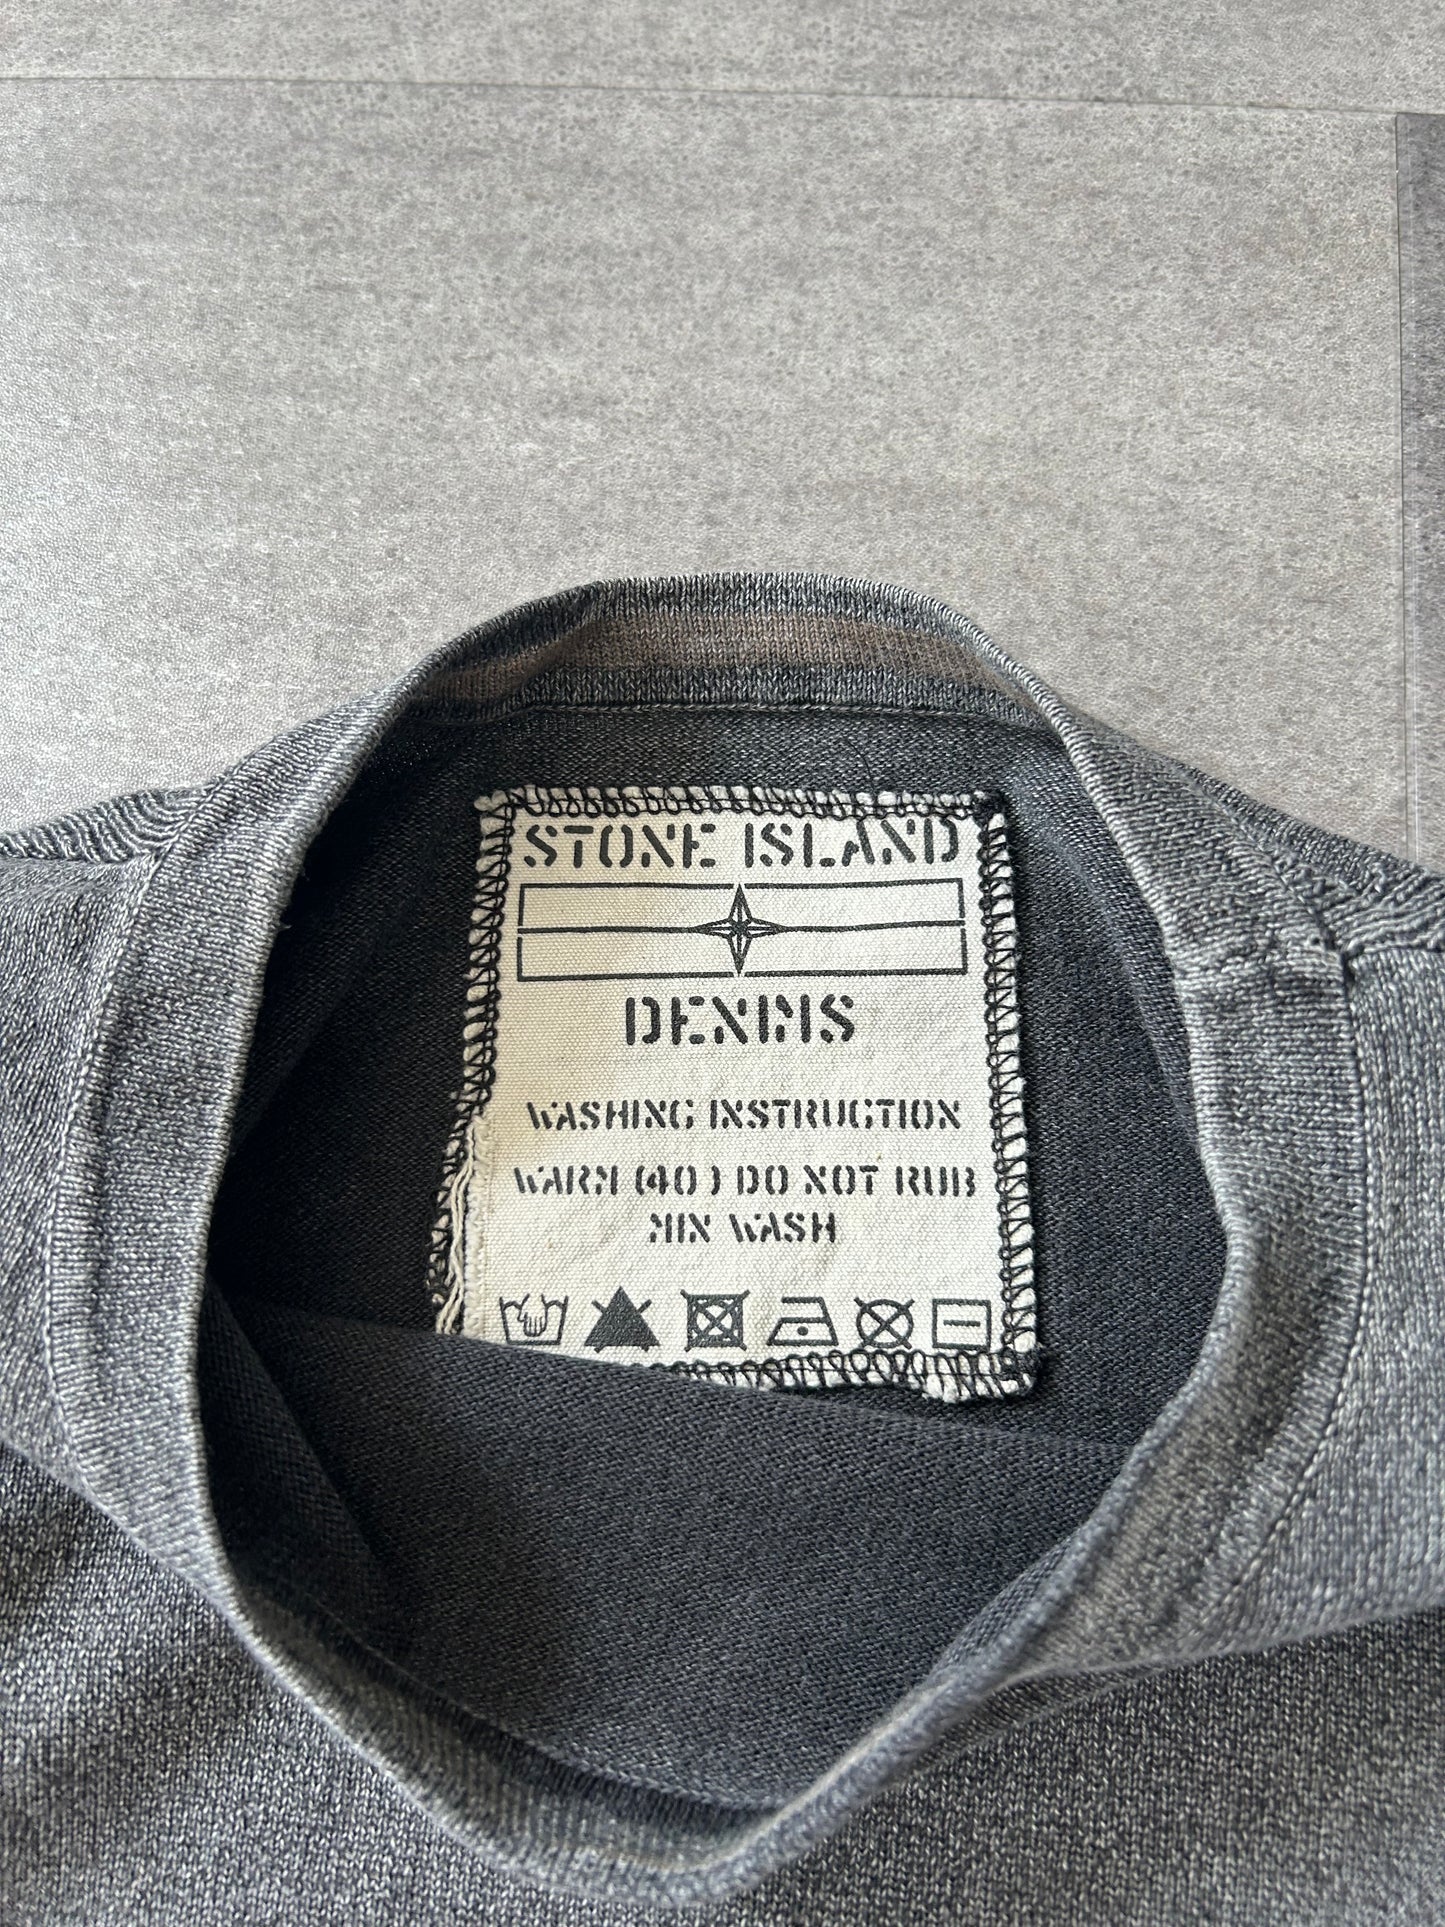 STONE ISLAND
DENIMS
WASHING INSTRUCTION
WARM (40) DO NOT RUB
MIN WASH